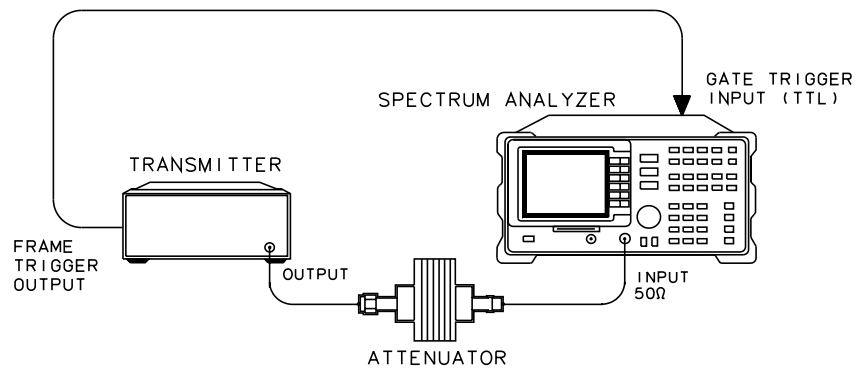 GATE TRIGGER
INPUT (TTL)
SPECTRUM ANALYZER
TRANSMITTER
FRAME
TRIGGER
OUTPUT
OUTPUT
INPUT
50Ω
ATTENUATOR